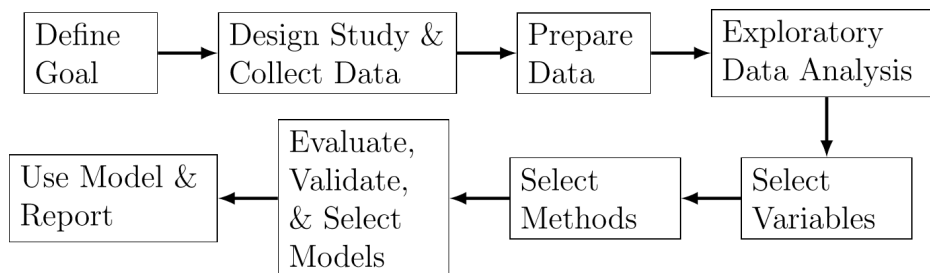 Define
Goal
Design Study &
Collect Data
Prepare
Data
Exploratory
Data Analysis
Select
Variables
Select
Methods
Evaluate,
Validate,
& Select
Models
Use Model &
Report